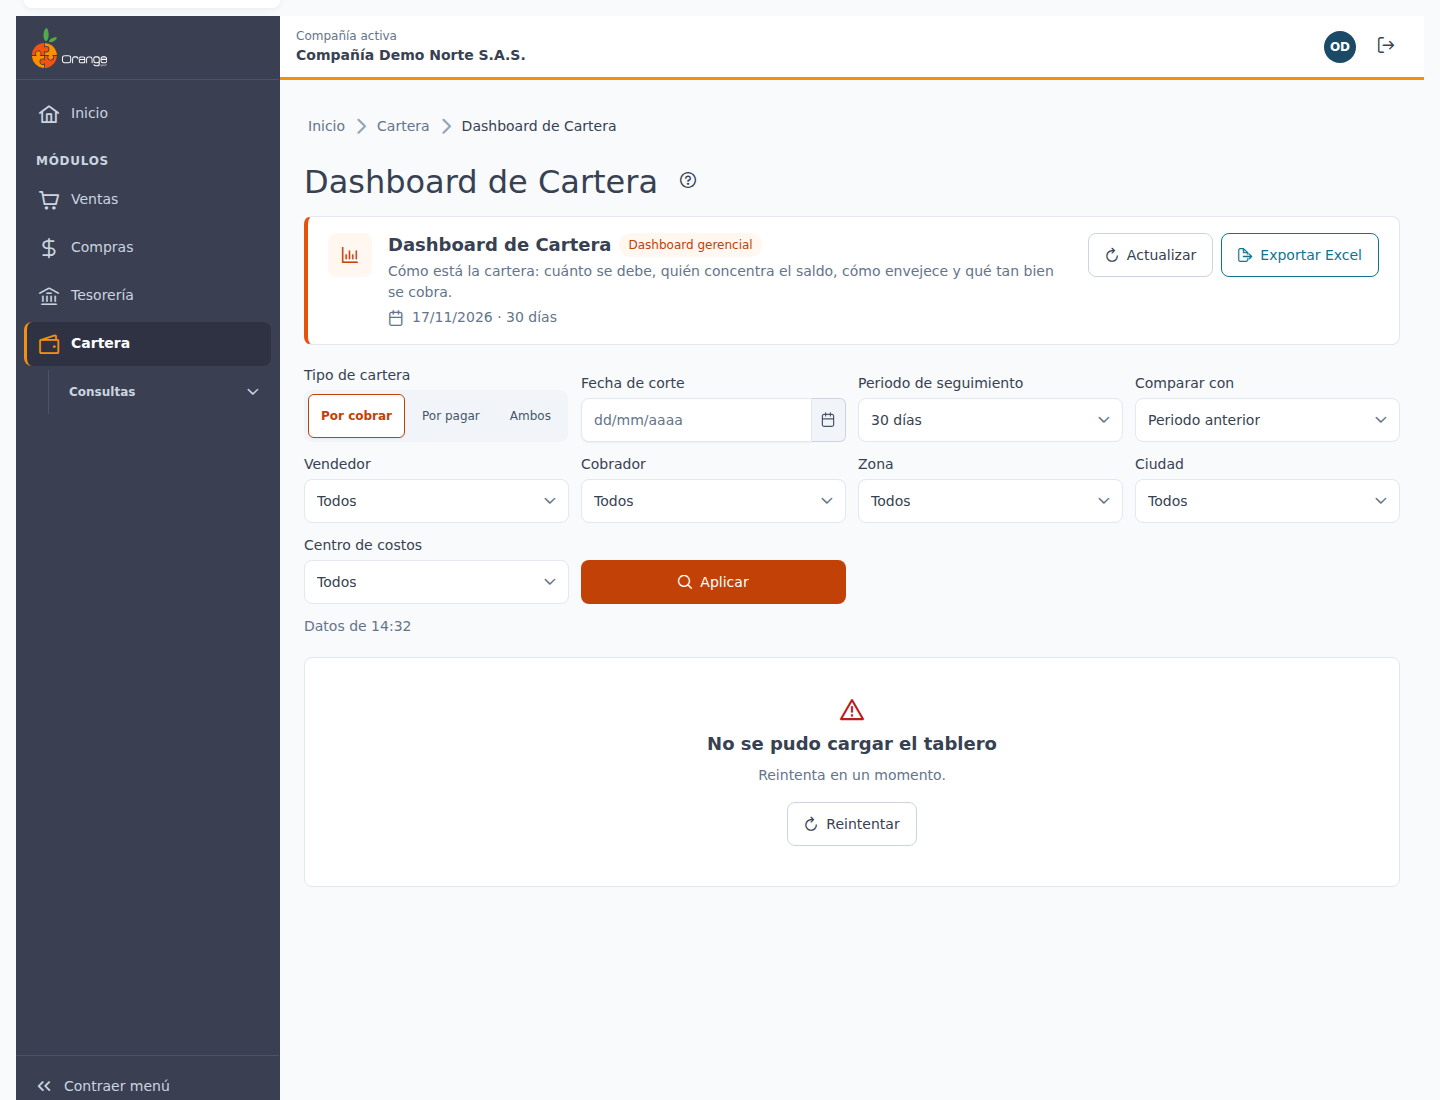 Orange
Compañía activa
Compañía Demo Norte S.A.S.
OD
Inicio
MÓDULOS
Ventas
Compras
Tesorería
Cartera
Consultas
Contraer menú
Inicio Cartera Dashboard de Cartera
Dashboard de Cartera
Dashboard de Cartera Dashboard gerencial
Cómo está la cartera: cuánto se debe, quién concentra el saldo, cómo envejece y qué tan bien
se cobra.
17/11/2026 · 30 días
Actualizar Exportar Excel
Tipo de cartera
Por cobrar Por pagar Ambos
Fecha de corte
dd/mm/aaaa
Periodo de seguimiento
30 días
Comparar con
Periodo anterior
Vendedor
Todos
Cobrador
Todos
Zona
Todos
Ciudad
Todos
Centro de costos
Todos
Aplicar
Datos de 14:32
No se pudo cargar el tablero
Reintenta en un momento.
Reintentar